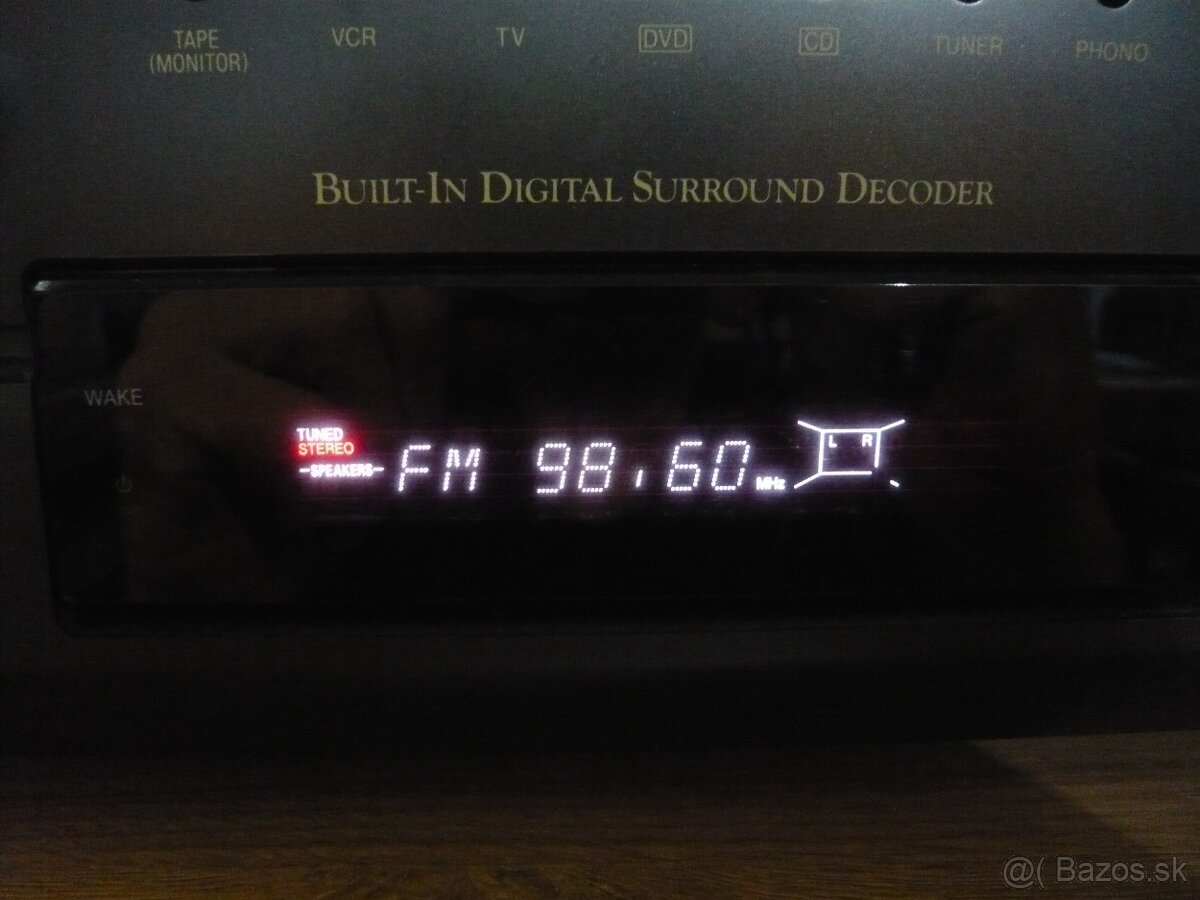 TAPE VCR TV DVD CD TUNER PHONO
(MONITOR)
BUILT-IN DIGITAL SURROUND DECODER
WAKE
TUNED
STEREO
-SPEAKERS- FM 98.60 MHz L R
@( Bazos.sk